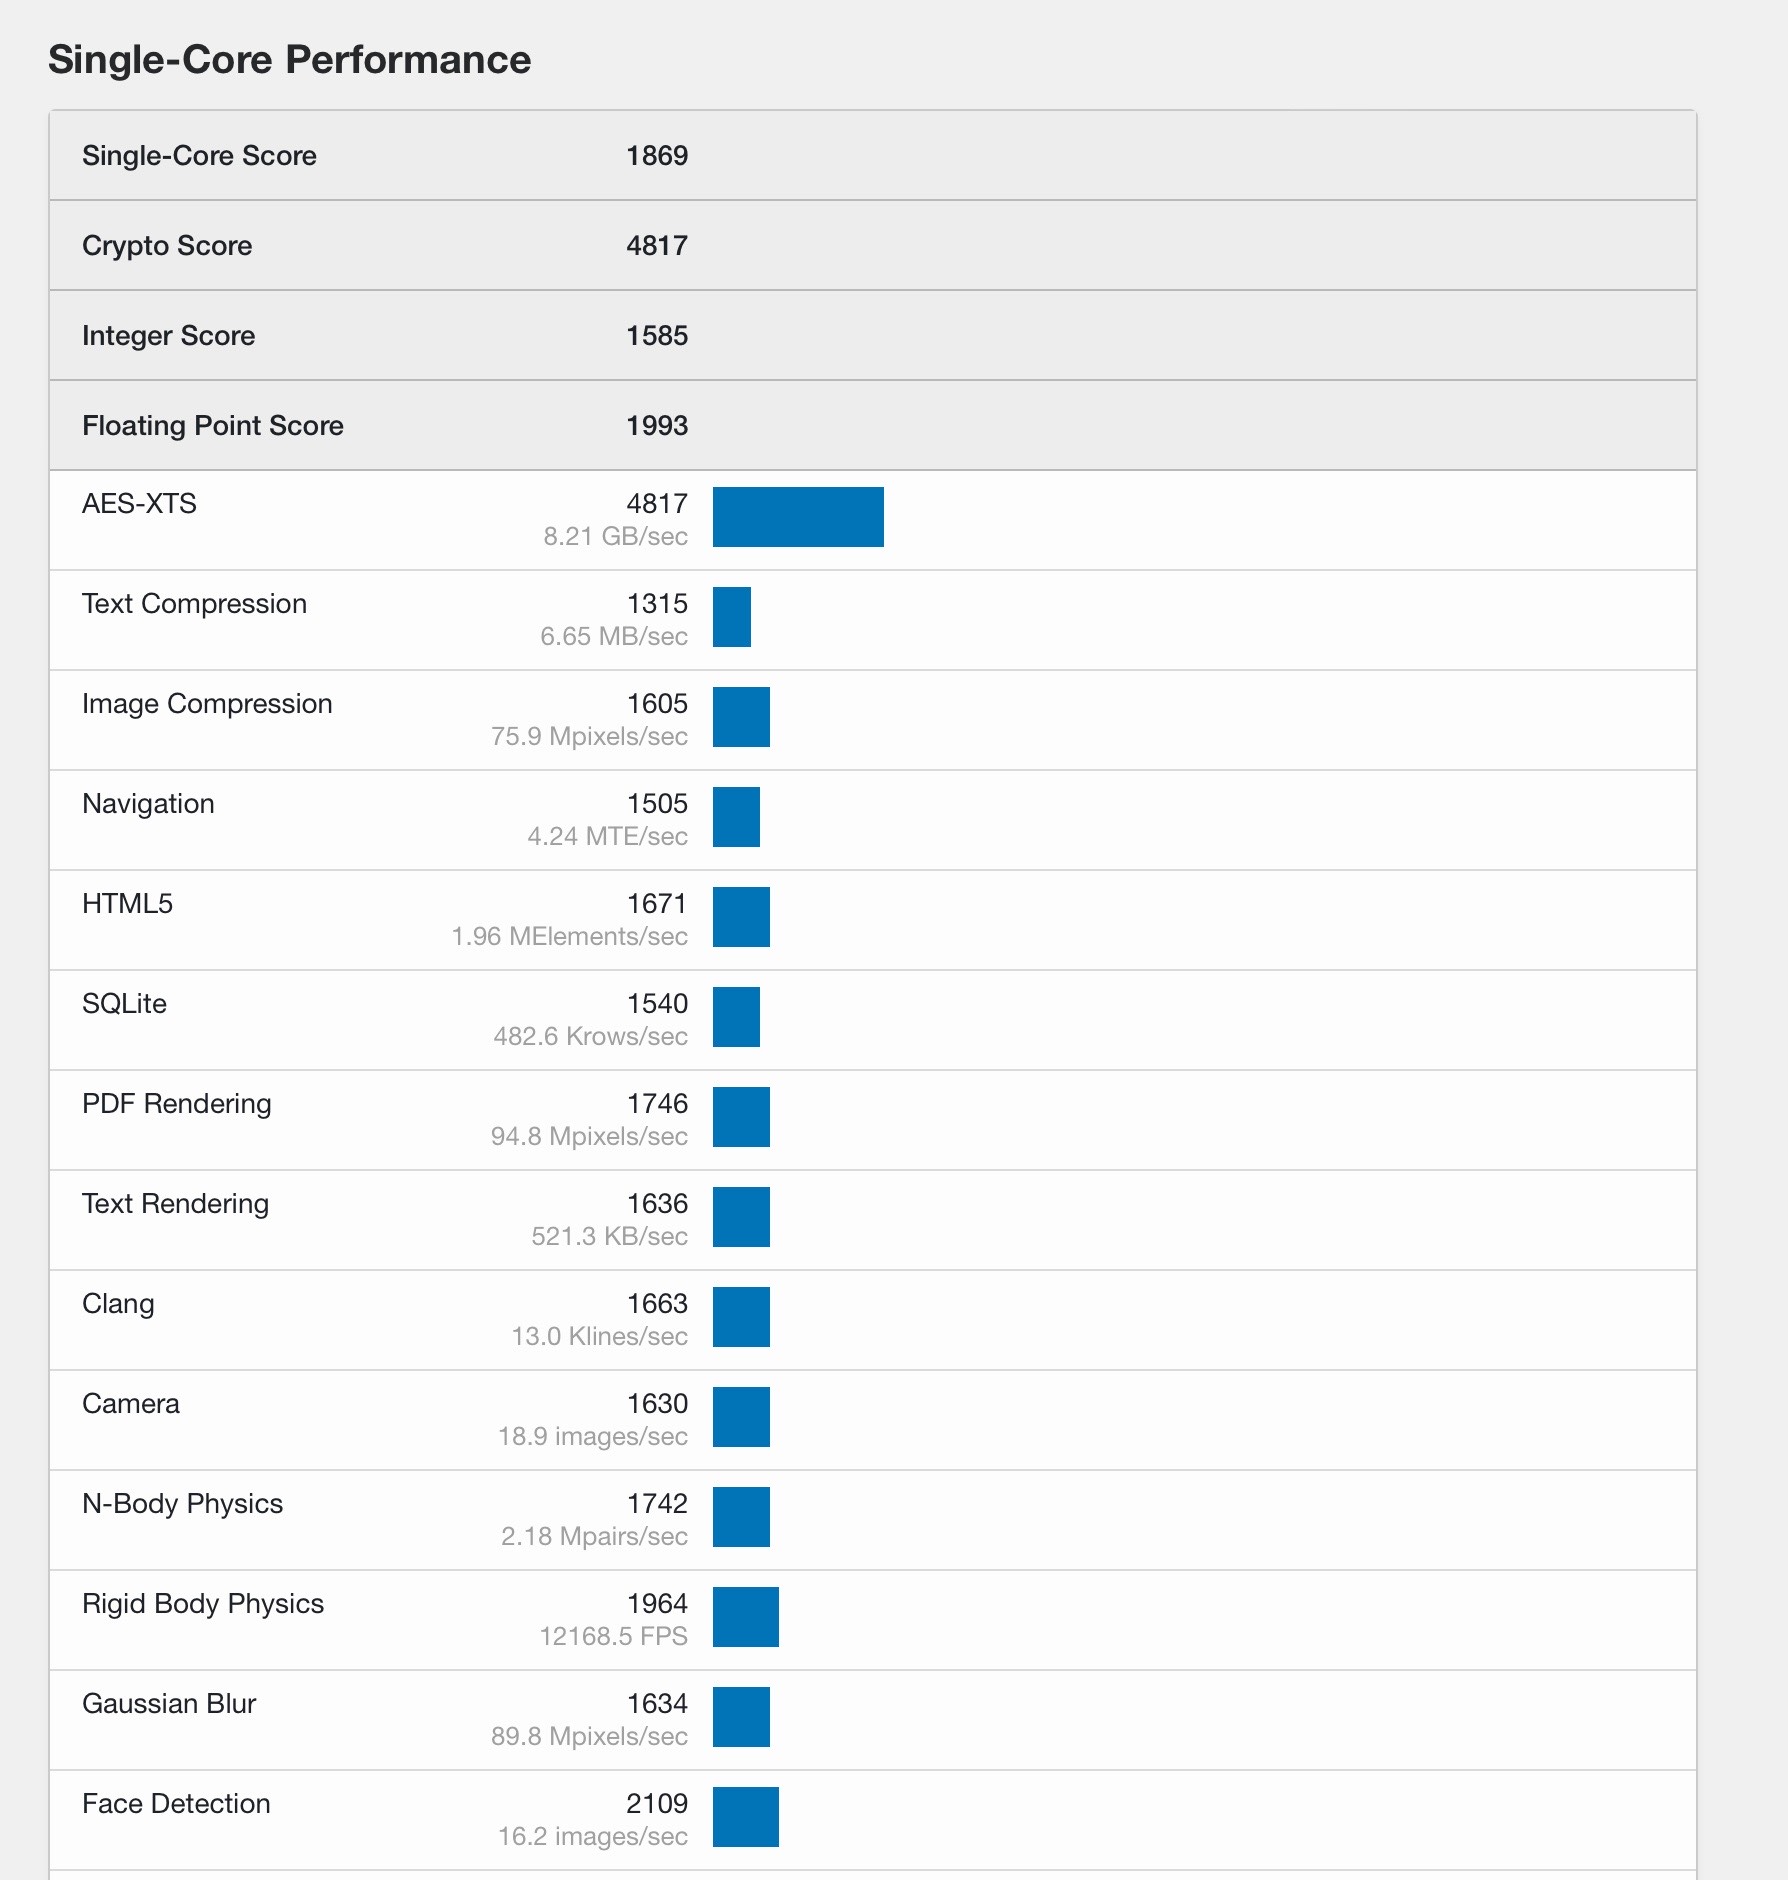 Single-Core Performance
Single-Core Score 1869
Crypto Score 4817
Integer Score 1585
Floating Point Score 1993
AES-XTS 4817
8.21 GB/sec
Text Compression 1315
6.65 MB/sec
Image Compression 1605
75.9 Mpixels/sec
Navigation 1505
4.24 MTE/sec
HTML5 1671
1.96 MElements/sec
SQLite 1540
482.6 Krows/sec
PDF Rendering 1746
94.8 Mpixels/sec
Text Rendering 1636
521.3 KB/sec
Clang 1663
13.0 Klines/sec
Camera 1630
18.9 images/sec
N-Body Physics 1742
2.18 Mpairs/sec
Rigid Body Physics 1964
12168.5 FPS
Gaussian Blur 1634
89.8 Mpixels/sec
Face Detection 2109
16.2 images/sec